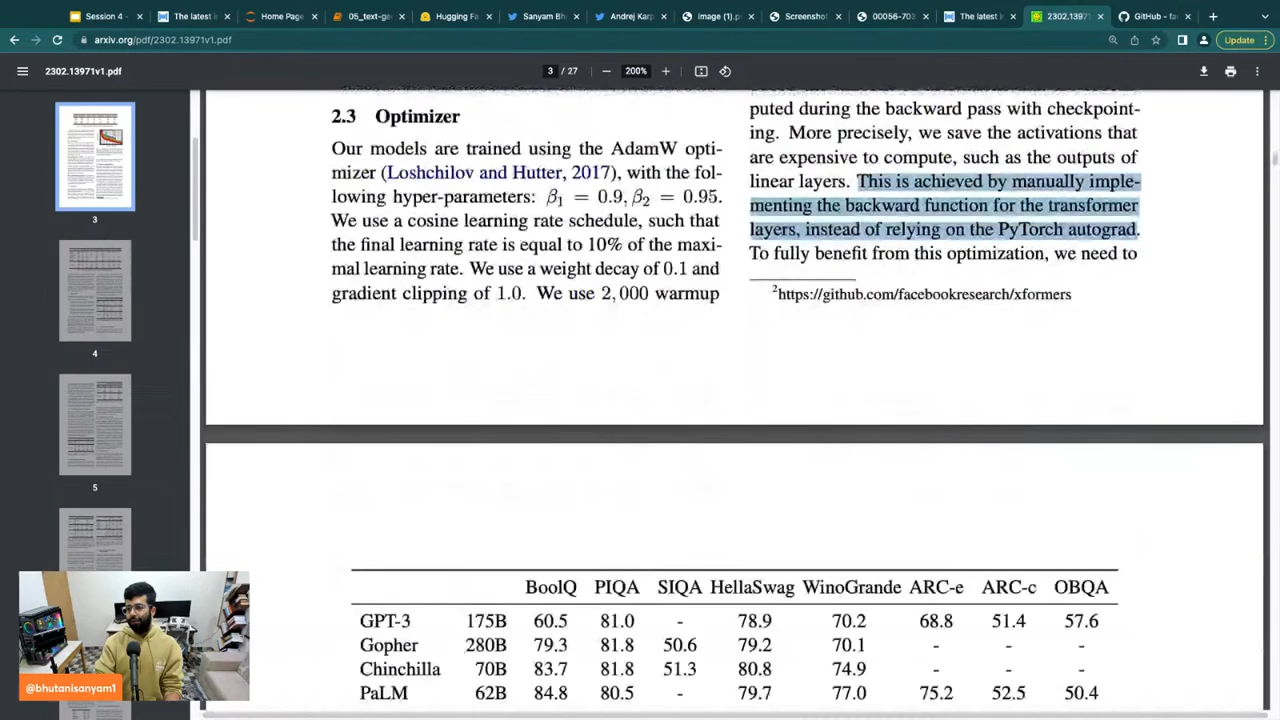 Session 4 -
The latest i
Home Page
05_text-ge
Hugging Fa
Sanyam Bh
Andrej Karp
Image (1).p
Screenshot
00056-703
The latest i
2302.13971
GitHub - fac
arxiv.org/pdf/2302.13971v1.pdf
Update
2302.13971v1.pdf
3 / 27
200%
2.3 Optimizer
Our models are trained using the AdamW opti-
mizer (Loshchilov and Hutter, 2017), with the fol-
lowing hyper-parameters: β1 = 0.9, β2 = 0.95.
We use a cosine learning rate schedule, such that
the final learning rate is equal to 10% of the maxi-
mal learning rate. We use a weight decay of 0.1 and
gradient clipping of 1.0. We use 2,000 warmup
puted during the backward pass with checkpoint-
ing. More precisely, we save the activations that
are expensive to compute, such as the outputs of
linear layers. This is achieved by manually imple-
menting the backward function for the transformer
layers, instead of relying on the PyTorch autograd.
To fully benefit from this optimization, we need to
2https://github.com/facebookresearch/xformers
3
4
5
BoolQ PIQA SIQA HellaSwag WinoGrande ARC-e ARC-c OBQA
GPT-3 175B 60.5 81.0 - 78.9 70.2 68.8 51.4 57.6
Gopher 280B 79.3 81.8 50.6 79.2 70.1 - - -
Chinchilla 70B 83.7 81.8 51.3 80.8 74.9 - - -
PaLM 62B 84.8 80.5 - 79.7 77.0 75.2 52.5 50.4
@bhutanisanyam1